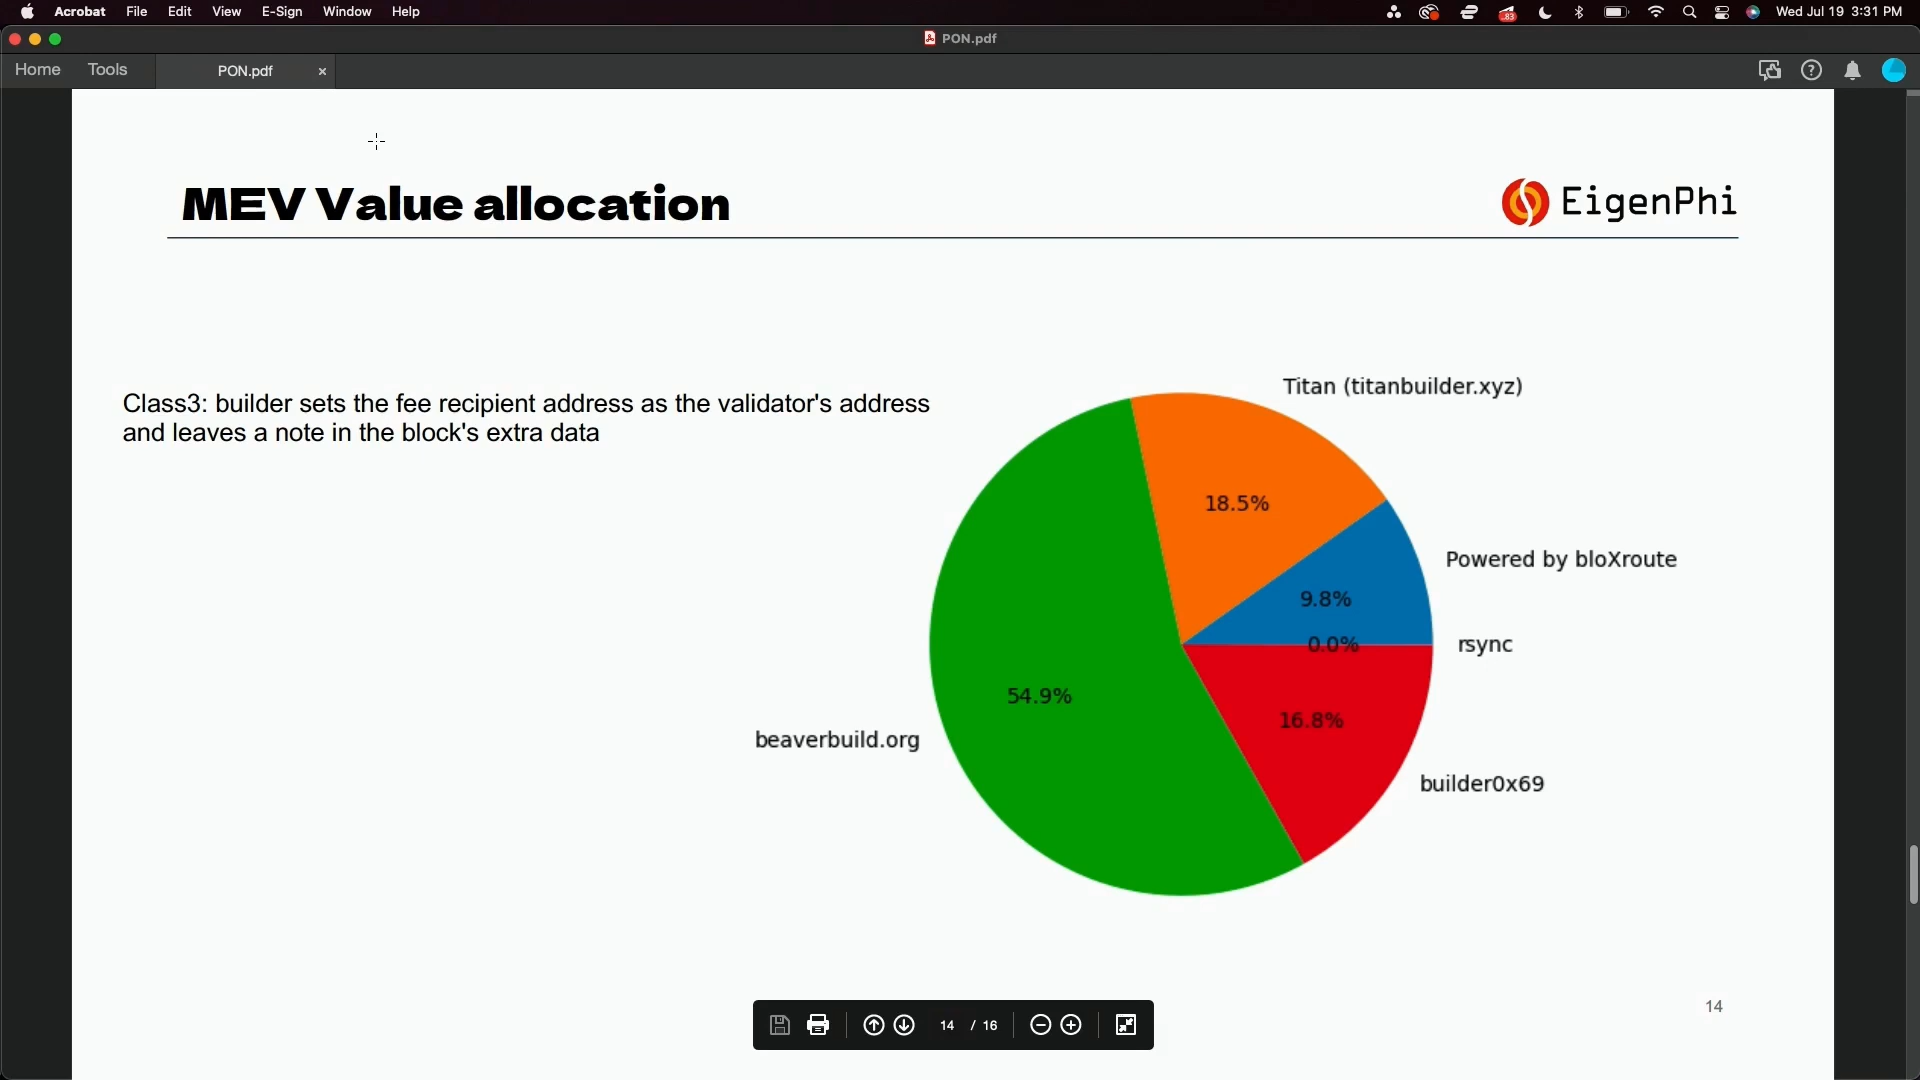 Acrobat File Edit View E-Sign Window Help
83
Wed Jul 19 3:31 PM
PON.pdf
Home Tools
PON.pdf
MEV Value allocation
EigenPhi
Class3: builder sets the fee recipient address as the validator's address
and leaves a note in the block's extra data
Titan (titanbuilder.xyz)
18.5%
Powered by bloXroute
9.8%
0.0%
rsync
54.9%
16.8%
beaverbuild.org
builder0x69
14
14 / 16